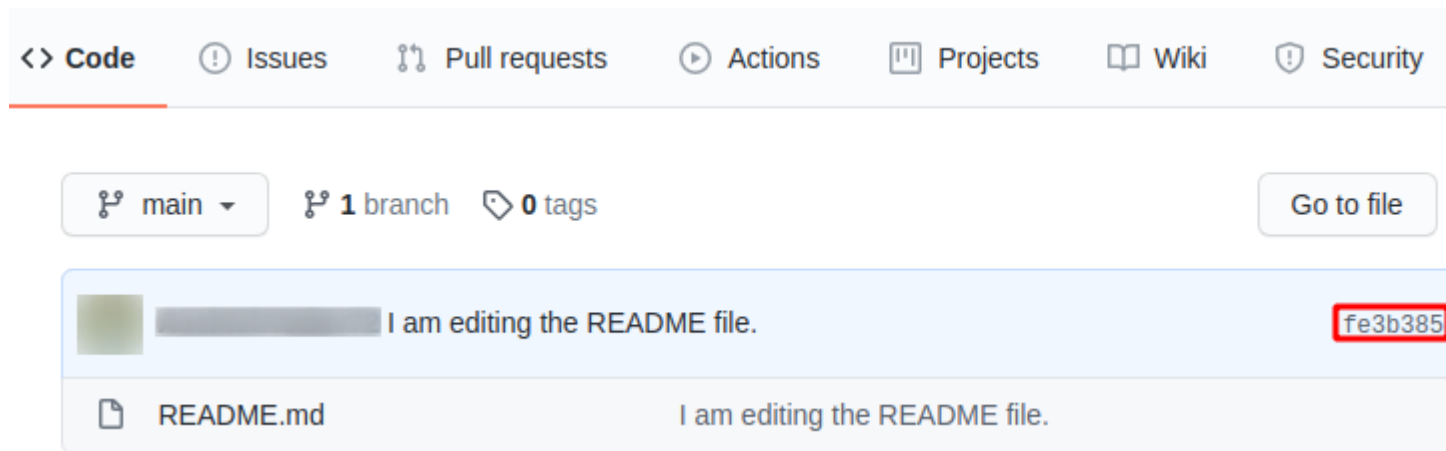 <> Code Issues Pull requests Actions Projects Wiki Security
main 1 branch 0 tags Go to file
I am editing the README file. fe3b385
README.md I am editing the README file.